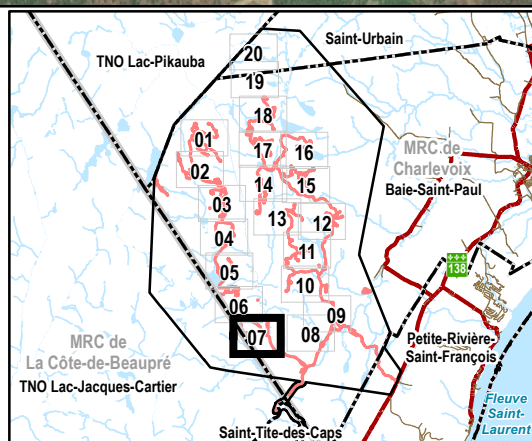 Saint-Urbain
TNO Lac-Pikauba
20
19
18
01
17
16
MRC de
Charlevoix
Baie-Saint-Paul
02
14
15
03
13
12
04
11
05
138
10
06
09
07
08
MRC de
La Côte-de-Beaupré
TNO Lac-Jacques-Cartier
Petite-Rivière-
Saint-François
Fleuve
Saint-
Laurent
Saint-Tite-des-Caps